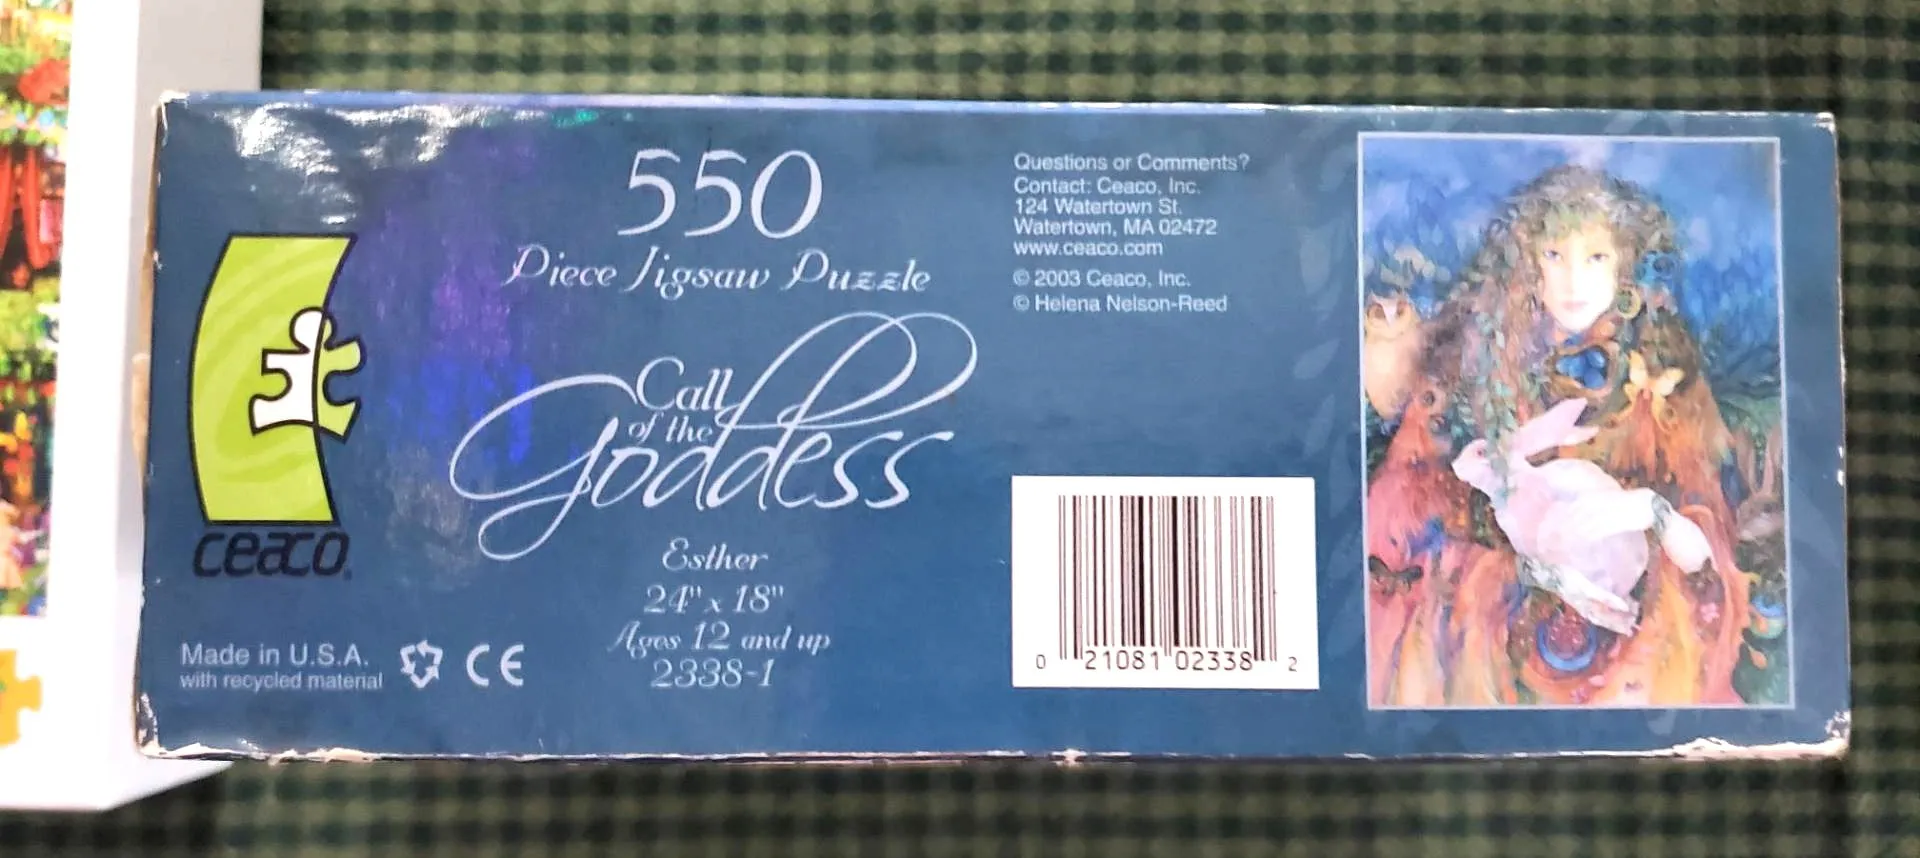 550
Piece Jigsaw Puzzle
Call
of the
Goddess
Esther
24" x 18"
Ages 12 and up
2338-1
ceaco
Made in U.S.A.
with recycled material
CE
Questions or Comments?
Contact: Ceaco, Inc.
124 Watertown St.
Watertown, MA 02472
www.ceaco.com
© 2003 Ceaco, Inc.
© Helena Nelson-Reed
0 21081 02338 2